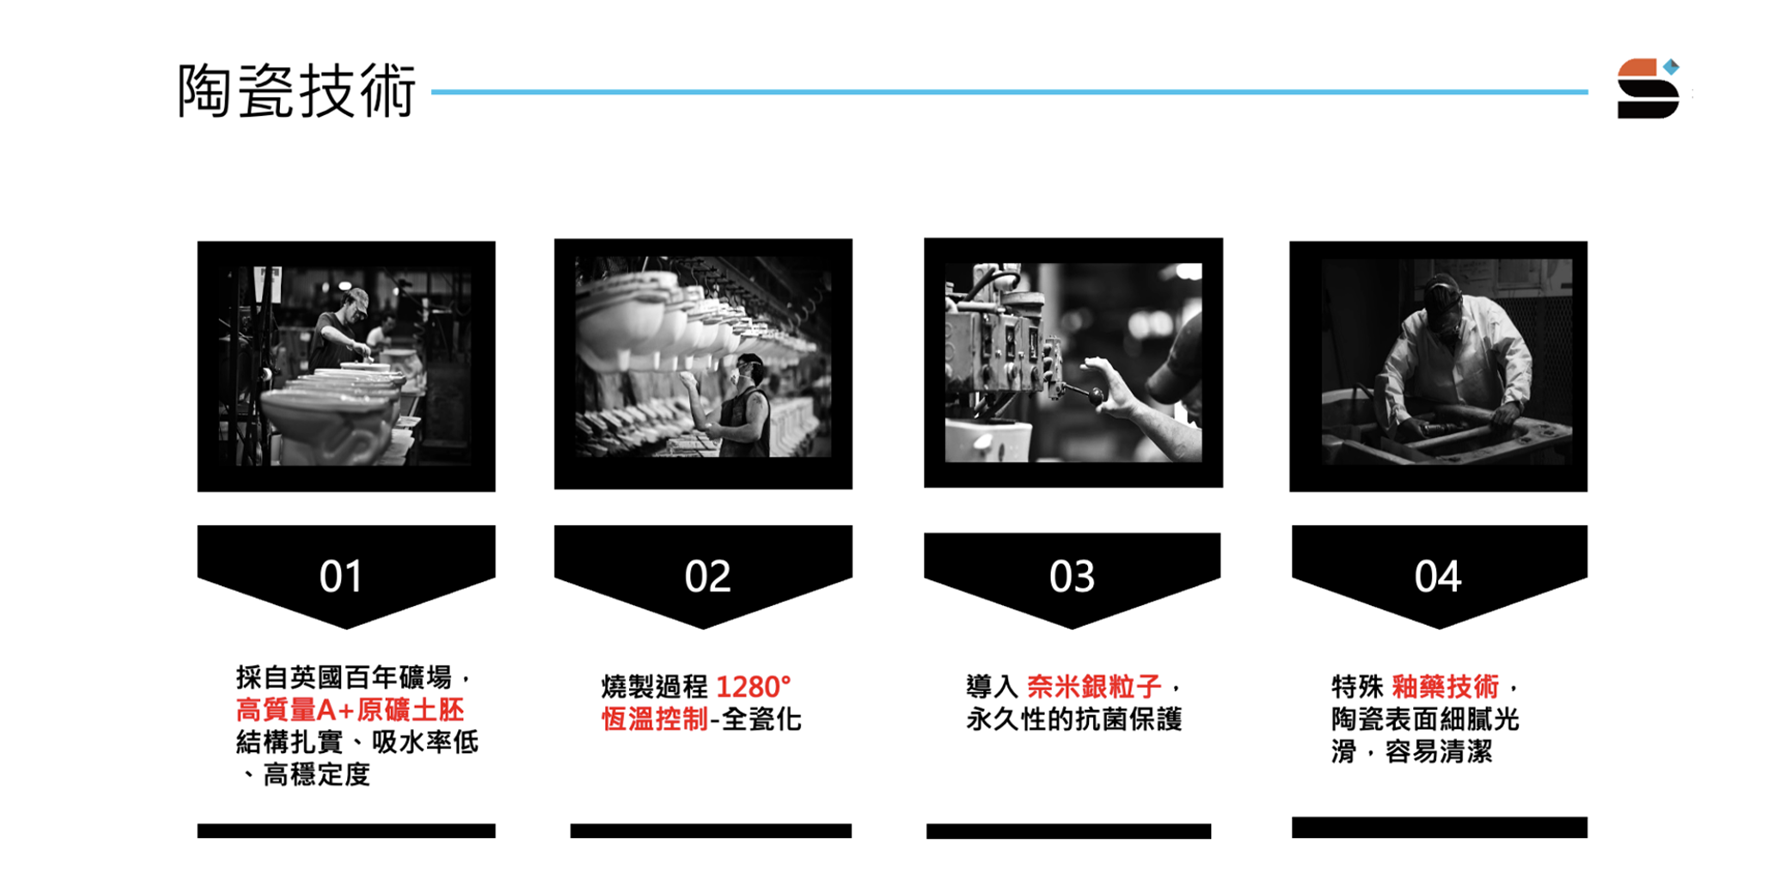 陶瓷技術
01
採自英國百年礦場，
高質量A+原礦土胚
結構扎實、吸水率低
、高穩定度
02
燒製過程 1280°
恆溫控制-全瓷化
03
導入 奈米銀粒子，
永久性的抗菌保護
04
特殊 釉藥技術，
陶瓷表面細膩光
滑，容易清潔